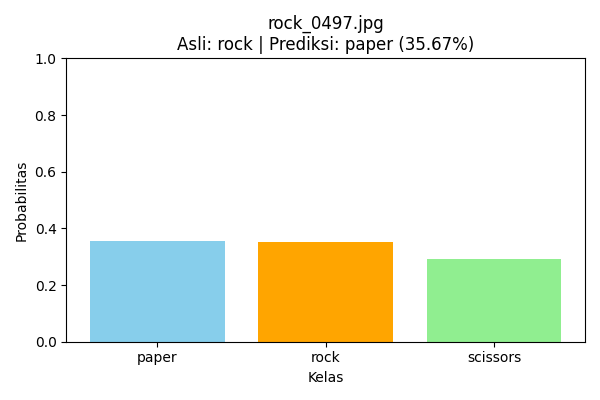 rock_0497.jpg
Asli: rock | Prediksi: paper (35.67%)
1.0
0.8
0.6
0.4
0.2
0.0
Probabilitas
paper rock scissors
Kelas